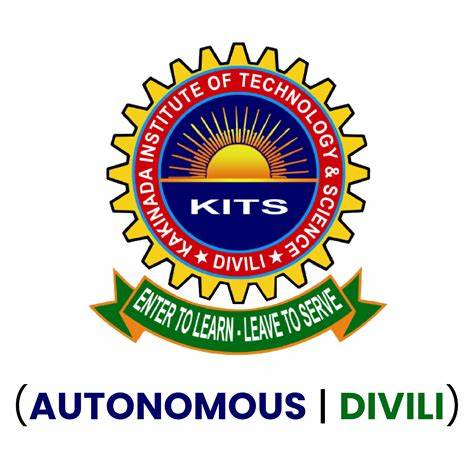 KAKINADA INSTITUTE OF TECHNOLOGY & SCIENCE
KITS
★ DIVILI ★
ENTER TO LEARN - LEAVE TO SERVE
(AUTONOMOUS | DIVILI)